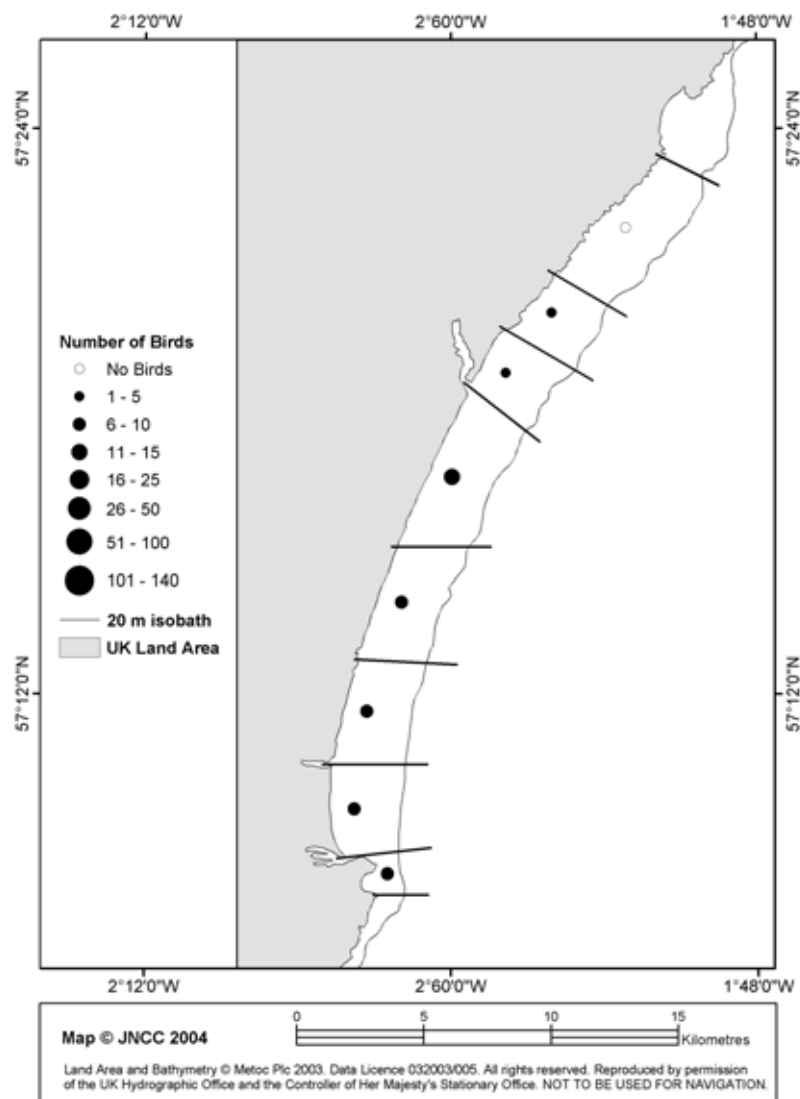 2°12'0"W 2°60'0"W 1°48'0"W
57°24'0"N 57°24'0"N
Number of Birds
No Birds
1 - 5
6 - 10
11 - 15
16 - 25
26 - 50
51 - 100
101 - 140
20 m isobath
UK Land Area
57°12'0"N 57°12'0"N
2°12'0"W 2°60'0"W 1°48'0"W
0 5 10 15
Map © JNCC 2004
Kilometres
Land Area and Bathymetry © Metoc Plc 2003. Data Licence 032003/005. All rights reserved. Reproduced by permission
of the UK Hydrographic Office and the Controller of Her Majesty's Stationary Office. NOT TO BE USED FOR NAVIGATION.